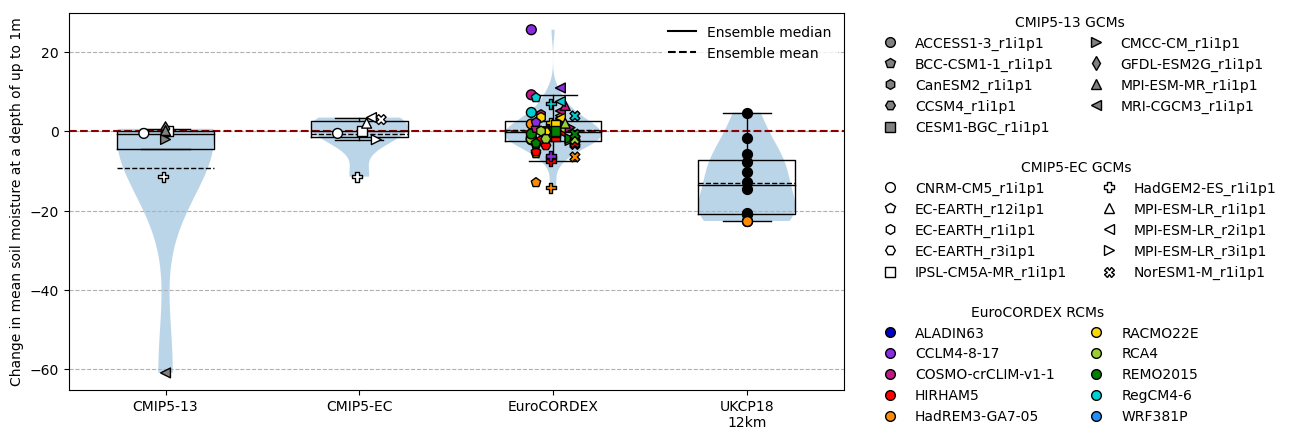 Change in mean soil moisture at a depth of up to 1m
20
0
−20
−40
−60
CMIP5-13
CMIP5-EC
EuroCORDEX
UKCP18
12km
Ensemble median
Ensemble mean
CMIP5-13 GCMs
ACCESS1-3_r1i1p1
BCC-CSM1-1_r1i1p1
CanESM2_r1i1p1
CCSM4_r1i1p1
CESM1-BGC_r1i1p1
CMCC-CM_r1i1p1
GFDL-ESM2G_r1i1p1
MPI-ESM-MR_r1i1p1
MRI-CGCM3_r1i1p1
CMIP5-EC GCMs
CNRM-CM5_r1i1p1
EC-EARTH_r12i1p1
EC-EARTH_r1i1p1
EC-EARTH_r3i1p1
IPSL-CM5A-MR_r1i1p1
HadGEM2-ES_r1i1p1
MPI-ESM-LR_r1i1p1
MPI-ESM-LR_r2i1p1
MPI-ESM-LR_r3i1p1
NorESM1-M_r1i1p1
EuroCORDEX RCMs
ALADIN63
CCLM4-8-17
COSMO-crCLIM-v1-1
HIRHAM5
HadREM3-GA7-05
RACMO22E
RCA4
REMO2015
RegCM4-6
WRF381P